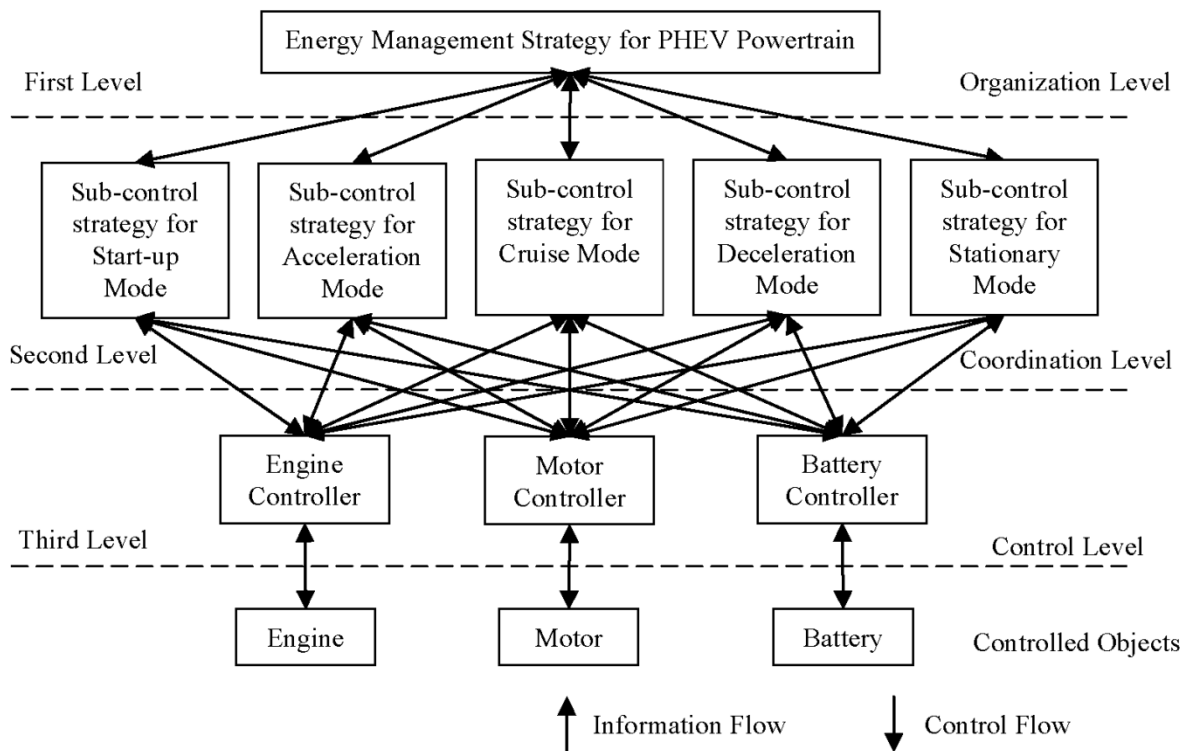 Energy Management Strategy for PHEV Powertrain
First Level
Organization Level
Sub-control
strategy for
Start-up
Mode
Sub-control
strategy for
Acceleration
Mode
Sub-control
strategy for
Cruise Mode
Sub-control
strategy for
Deceleration
Mode
Sub-control
strategy for
Stationary
Mode
Second Level
Coordination Level
Engine
Controller
Motor
Controller
Battery
Controller
Third Level
Control Level
Engine
Motor
Battery
Controlled Objects
Information Flow
Control Flow